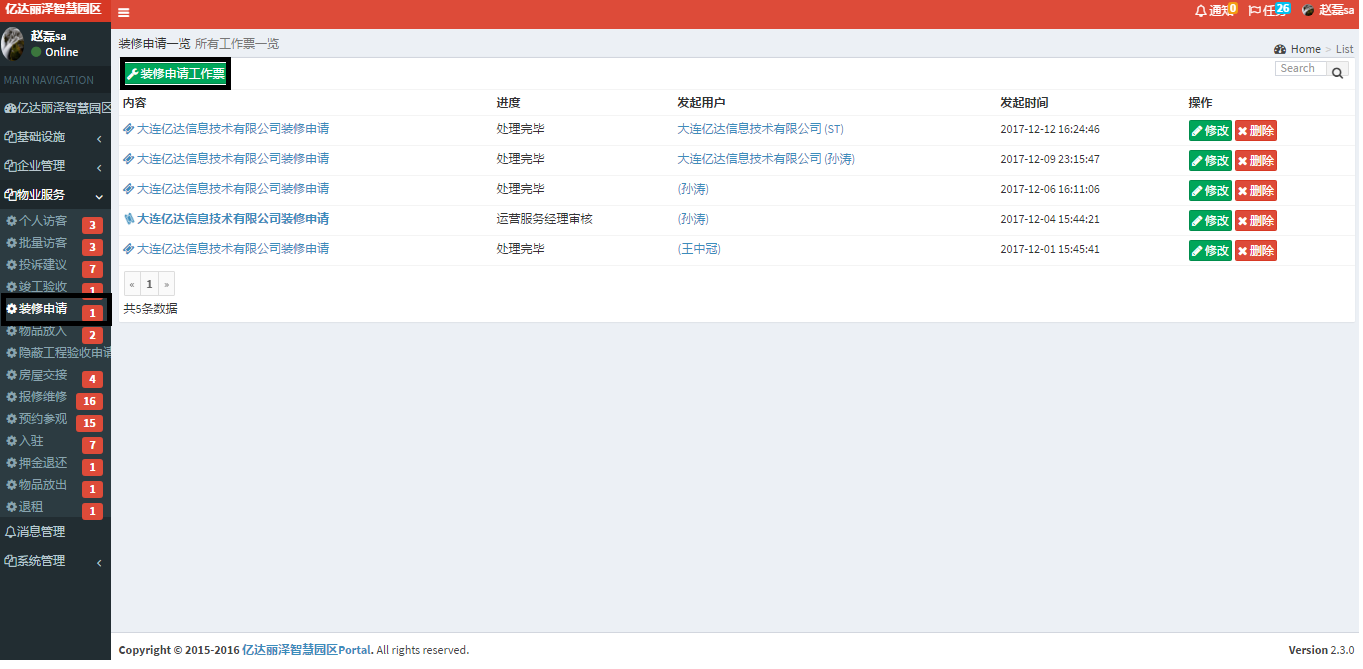 亿达丽泽智慧园区
通知 0 任务 26 赵磊sa
赵磊sa
Online
MAIN NAVIGATION
亿达丽泽智慧园区
基础设施
企业管理
物业服务
个人访客 3
批量访客 3
投诉建议 7
竣工验收 1
装修申请 1
物品放入 2
隐蔽工程验收申请
房屋交接 4
报修维修 16
预约参观 15
入驻 7
押金退还 1
物品放出 1
退租 1
消息管理
系统管理
装修申请一览 所有工作票一览
Home > List
装修申请工作票
Search
内容 进度 发起用户 发起时间 操作
大连亿达信息技术有限公司装修申请 处理完毕 大连亿达信息技术有限公司 (ST) 2017-12-12 16:24:46 修改 删除
大连亿达信息技术有限公司装修申请 处理完毕 大连亿达信息技术有限公司 (孙涛) 2017-12-09 23:15:47 修改 删除
大连亿达信息技术有限公司装修申请 处理完毕 (孙涛) 2017-12-06 16:11:06 修改 删除
大连亿达信息技术有限公司装修申请 运营服务经理审核 (孙涛) 2017-12-04 15:44:21 修改 删除
大连亿达信息技术有限公司装修申请 处理完毕 (王中冠) 2017-12-01 15:45:41 修改 删除
« 1 »
共5条数据
Copyright © 2015-2016 亿达丽泽智慧园区Portal. All rights reserved.
Version 2.3.0